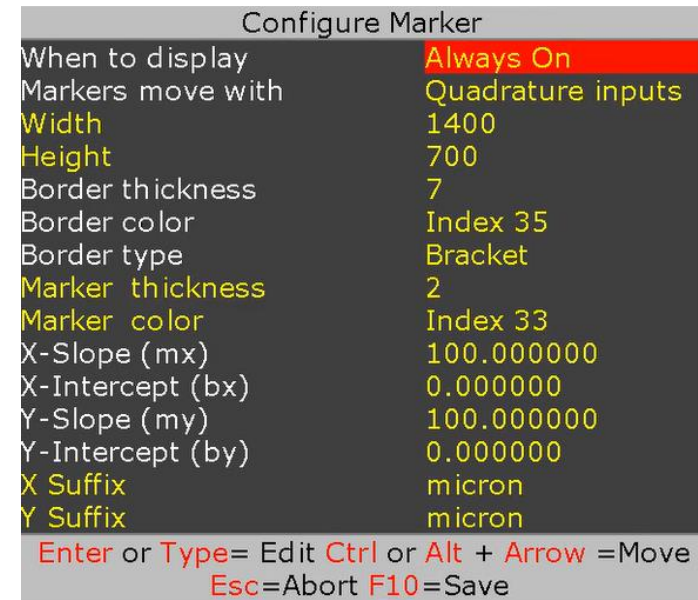 Configure Marker
When to display Always On
Markers move with Quadrature inputs
Width 1400
Height 700
Border thickness 7
Border color Index 35
Border type Bracket
Marker thickness 2
Marker color Index 33
X-Slope (mx) 100.000000
X-Intercept (bx) 0.000000
Y-Slope (my) 100.000000
Y-Intercept (by) 0.000000
X Suffix micron
Y Suffix micron
Enter or Type= Edit Ctrl or Alt + Arrow =Move
Esc=Abort F10=Save